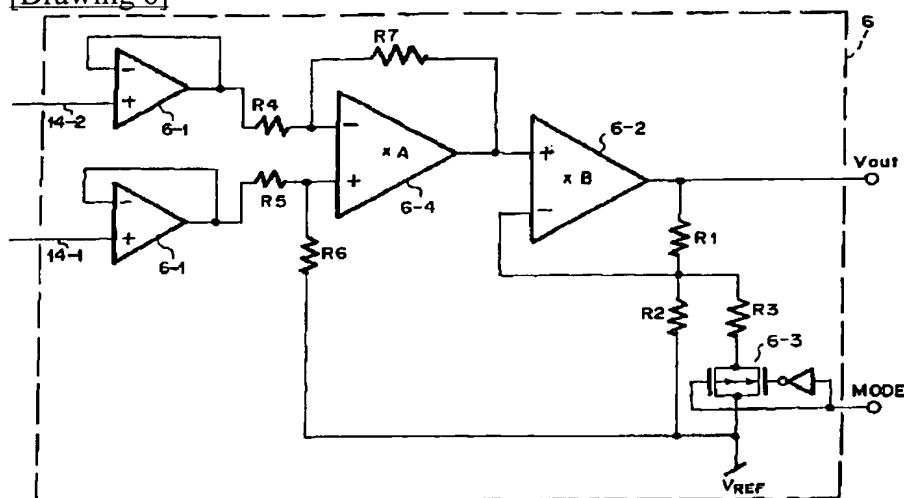 [Drawing 6]
6
R7
14-2
6-1
R4
× A
6-4
6-2
× B
Vout
14-1
6-1
R5
R6
R1
R2
R3
6-3
MODE
VREF